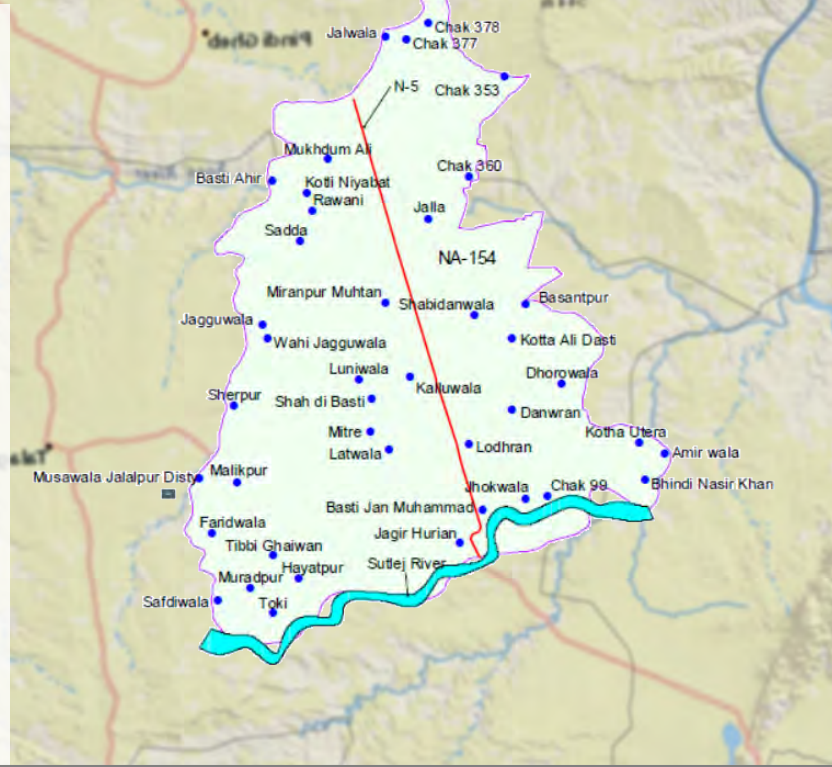 Chak 378
Jalwala
Chak 377
N-5
Chak 353
Mukhdum Ali
Chak 360
Basti Ahir
Kotli Niyabat
Rawani
Jalla
Sadda
NA-154
Miranpur Muhtan
Shabidanwala
Basantpur
Jagguwala
Wahi Jagguwala
Kotta Ali Dasti
Luniwala
Dhorowala
Kalluwala
Sherpur
Shah di Basti
Danwran
Mitre
Kotha Utera
Latwala
Lodhran
Amir wala
Malikpur
Musawala Jalalpur Disty
Jhokwala
Chak 99
Bhindi Nasir Khan
Basti Jan Muhammad
Faridwala
Jagir Hurian
Tibbi Ghaiwan
Sutlej River
Hayatpur
Muradpur
Safdiwala
Toki